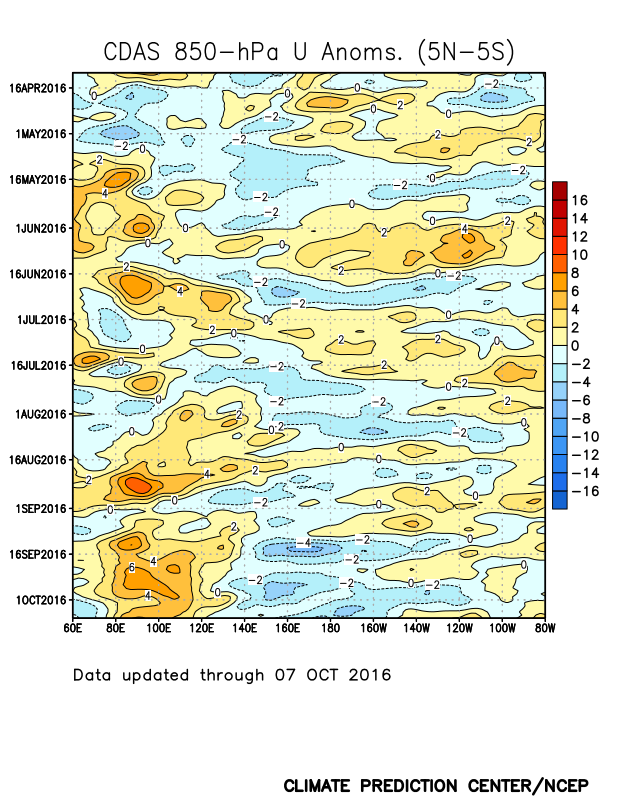 CDAS 850-hPa U Anoms. (5N-5S)
16APR2016
1MAY2016
16MAY2016
1JUN2016
16JUN2016
1JUL2016
16JUL2016
1AUG2016
16AUG2016
1SEP2016
16SEP2016
1OCT2016
60E 80E 100E 120E 140E 160E 180 160W 140W 120W 100W 80W
16
14
12
10
8
6
4
2
0
-2
-4
-6
-8
-10
-12
-14
-16
Data updated through 07 OCT 2016
CLIMATE PREDICTION CENTER/NCEP